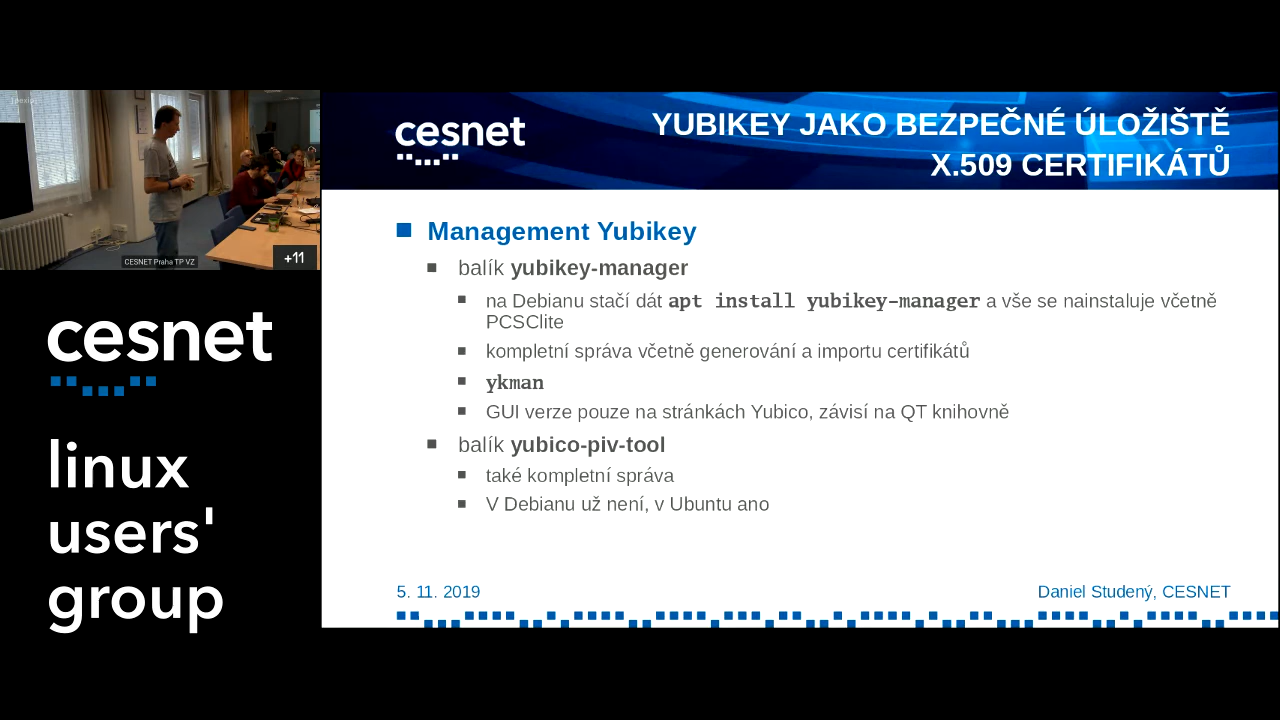 CESNET Praha TP VZ
+11
cesnet
linux
users'
group
cesnet
YUBIKEY JAKO BEZPEČNÉ ÚLOŽIŠTĚ
X.509 CERTIFIKÁTŮ
Management Yubikey
balík yubikey-manager
na Debianu stačí dát apt install yubikey-manager a vše se nainstaluje včetně
PCSClite
kompletní správa včetně generování a importu certifikátů
ykman
GUI verze pouze na stránkách Yubico, závisí na QT knihovně
balík yubico-piv-tool
také kompletní správa
V Debianu už není, v Ubuntu ano
5. 11. 2019
Daniel Studený, CESNET